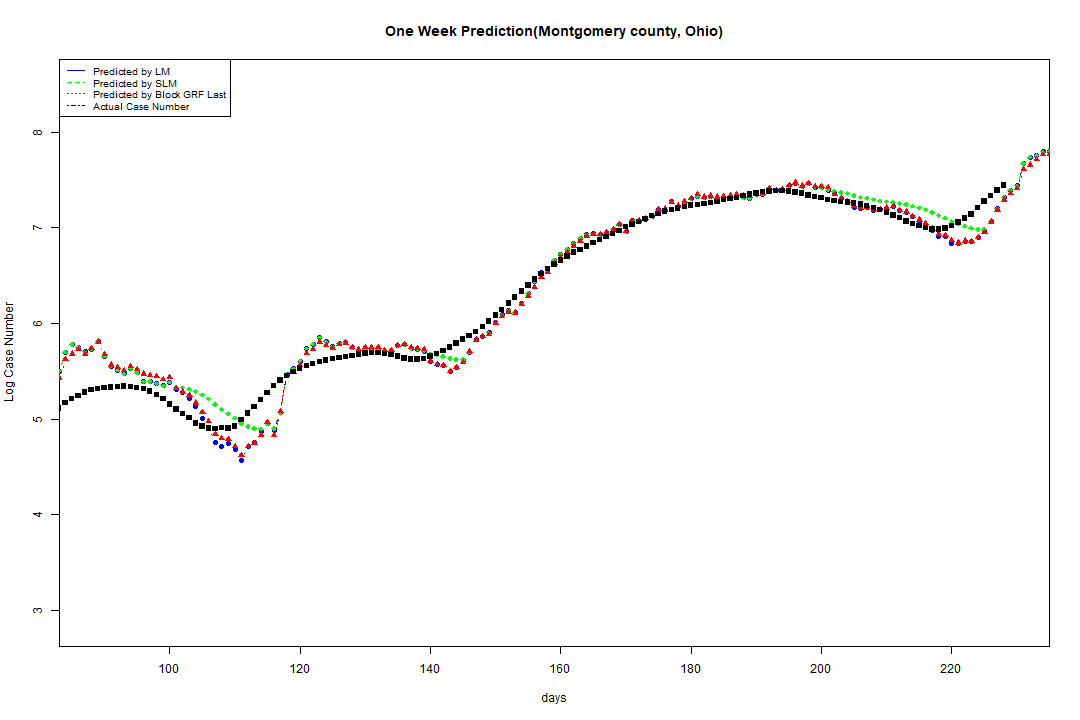 One Week Prediction(Montgomery county, Ohio)
Predicted by LM
Predicted by SLM
Predicted by Block GRF Last
Actual Case Number
8
7
6
5
4
3
Log Case Number
100 120 140 160 180 200 220
days